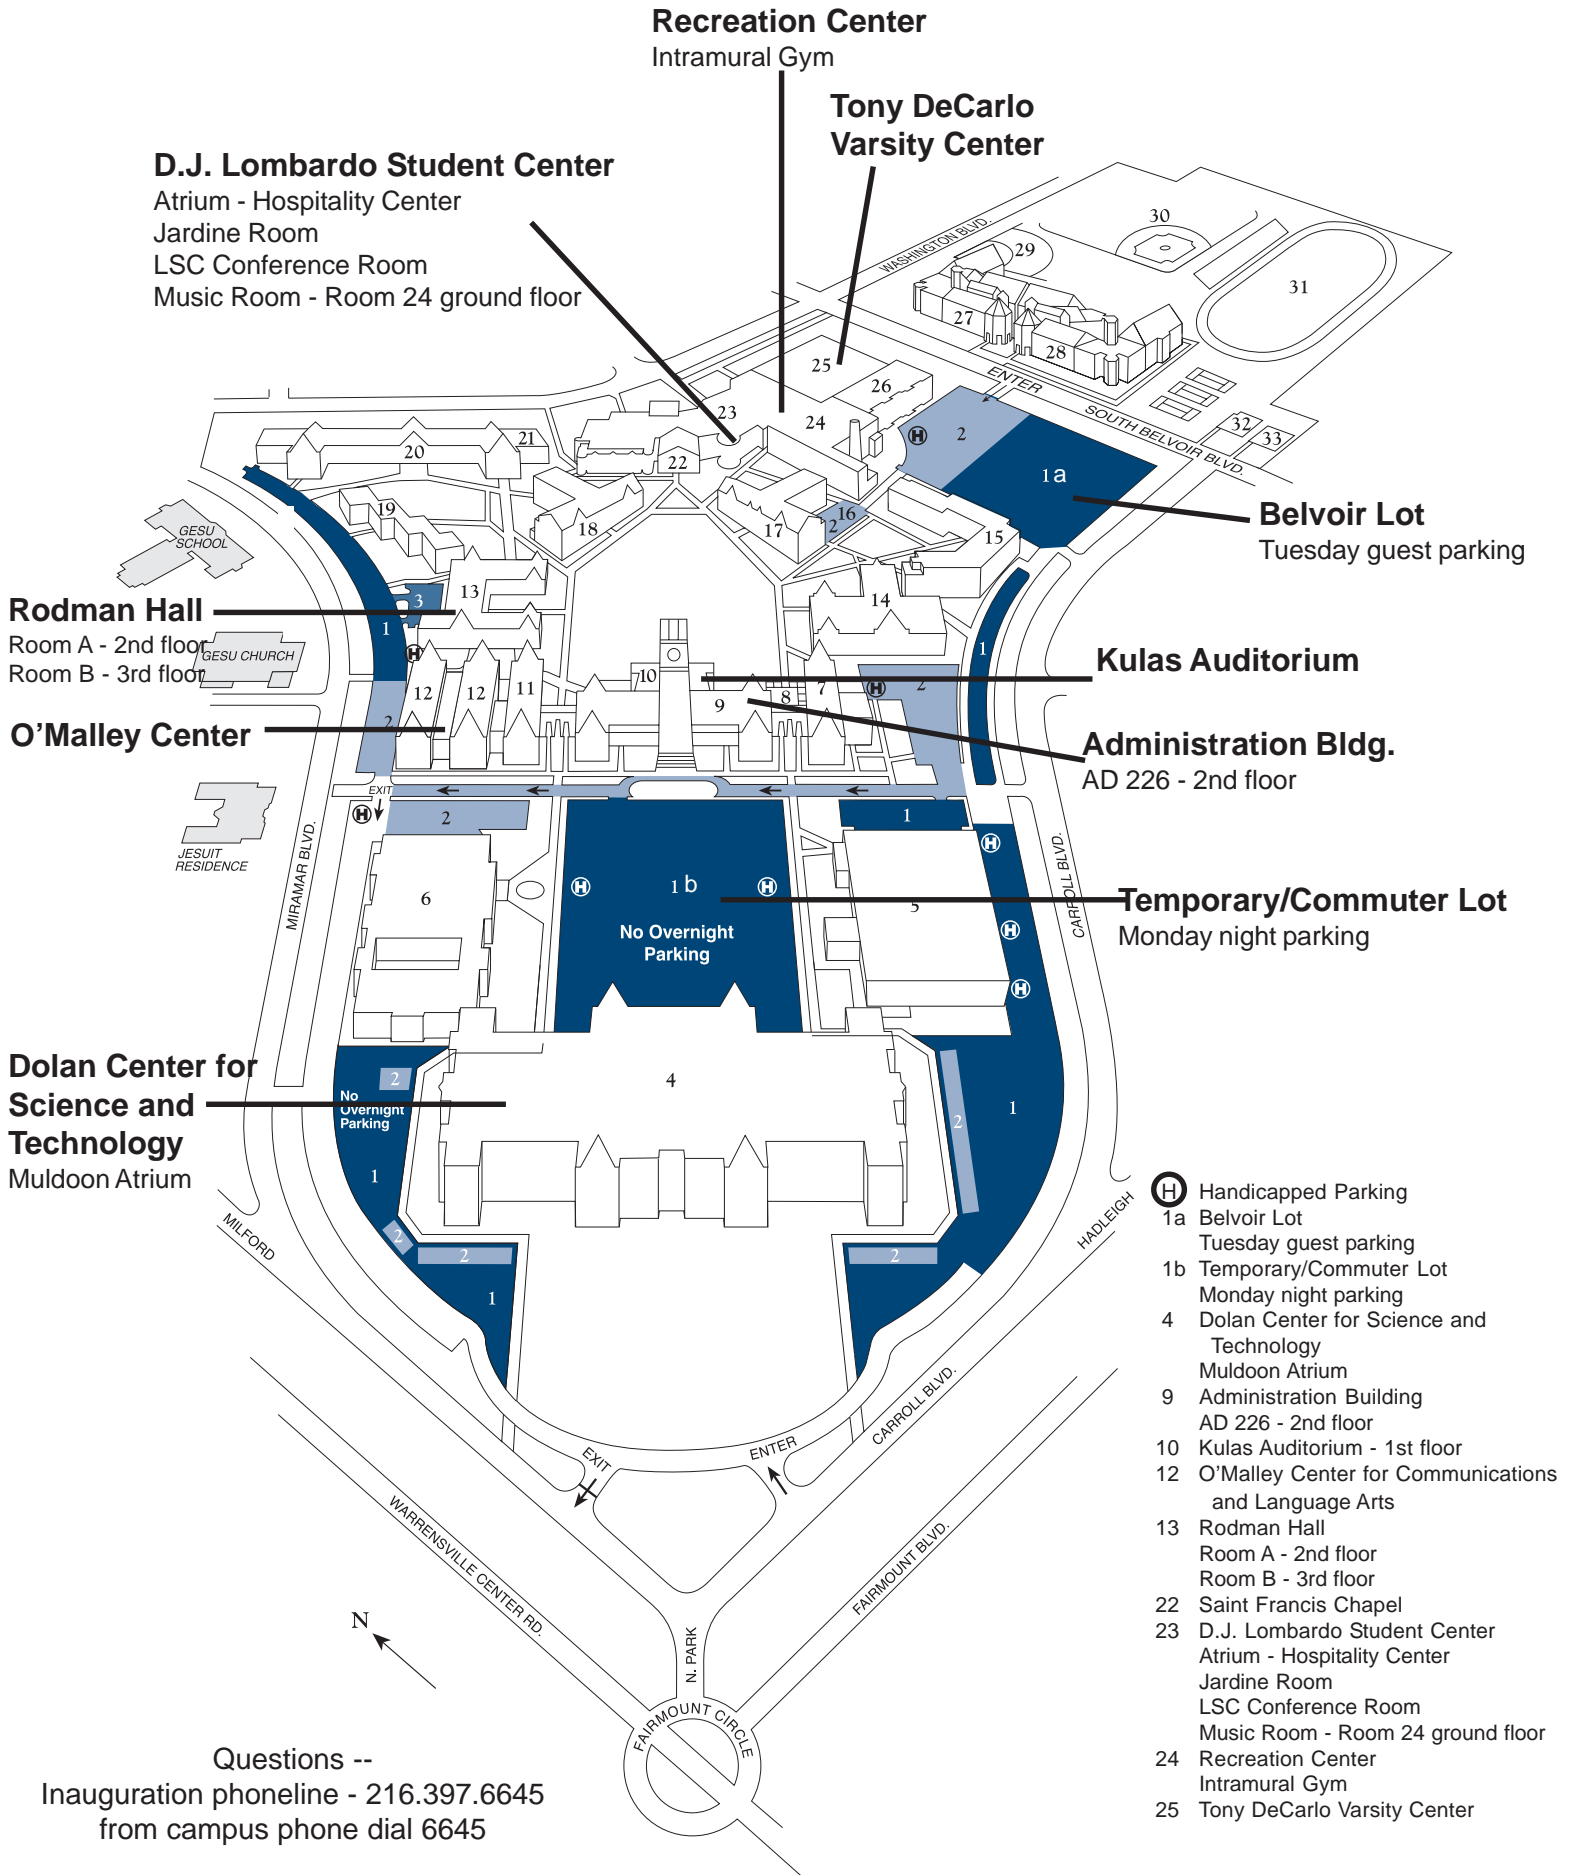 Recreation Center
Intramural Gym
Tony DeCarlo
Varsity Center
D.J. Lombardo Student Center
Atrium - Hospitality Center
Jardine Room
LSC Conference Room
Music Room - Room 24 ground floor
WASHINGTON BLVD.
30
29
31
27
28
25
26
ENTER
SOUTH BELVOIR BLVD.
23
24
32
33
21
20
22
H
2
1a
19
18
17
16
2
15
GESU
SCHOOL
Belvoir Lot
Tuesday guest parking
13
3
14
Rodman Hall
Room A - 2nd floor
Room B - 3rd floor
1
GESU CHURCH
H
1
Kulas Auditorium
12
12
11
10
9
8
7
H
2
2
O'Malley Center
Administration Bldg.
AD 226 - 2nd floor
EXIT
H
2
1
JESUIT
RESIDENCE
MIRAMAR BLVD.
CARROLL BLVD.
H
6
H
1b
H
5
No Overnight
Parking
H
H
Temporary/Commuter Lot
Monday night parking
Dolan Center for
Science and
Technology
Muldoon Atrium
2
No
Overnight
Parking
4
1
2
1
2
2
2
1
MILFORD
HADLEIGH
EXIT
ENTER
CARROLL BLVD.
WARRENSVILLE CENTER RD.
FAIRMOUNT BLVD.
N. PARK
FAIRMOUNT CIRCLE
N
H Handicapped Parking
1a Belvoir Lot
Tuesday guest parking
1b Temporary/Commuter Lot
Monday night parking
4 Dolan Center for Science and
Technology
Muldoon Atrium
9 Administration Building
AD 226 - 2nd floor
10 Kulas Auditorium - 1st floor
12 O'Malley Center for Communications
and Language Arts
13 Rodman Hall
Room A - 2nd floor
Room B - 3rd floor
22 Saint Francis Chapel
23 D.J. Lombardo Student Center
Atrium - Hospitality Center
Jardine Room
LSC Conference Room
Music Room - Room 24 ground floor
24 Recreation Center
Intramural Gym
25 Tony DeCarlo Varsity Center
Questions --
Inauguration phoneline - 216.397.6645
from campus phone dial 6645